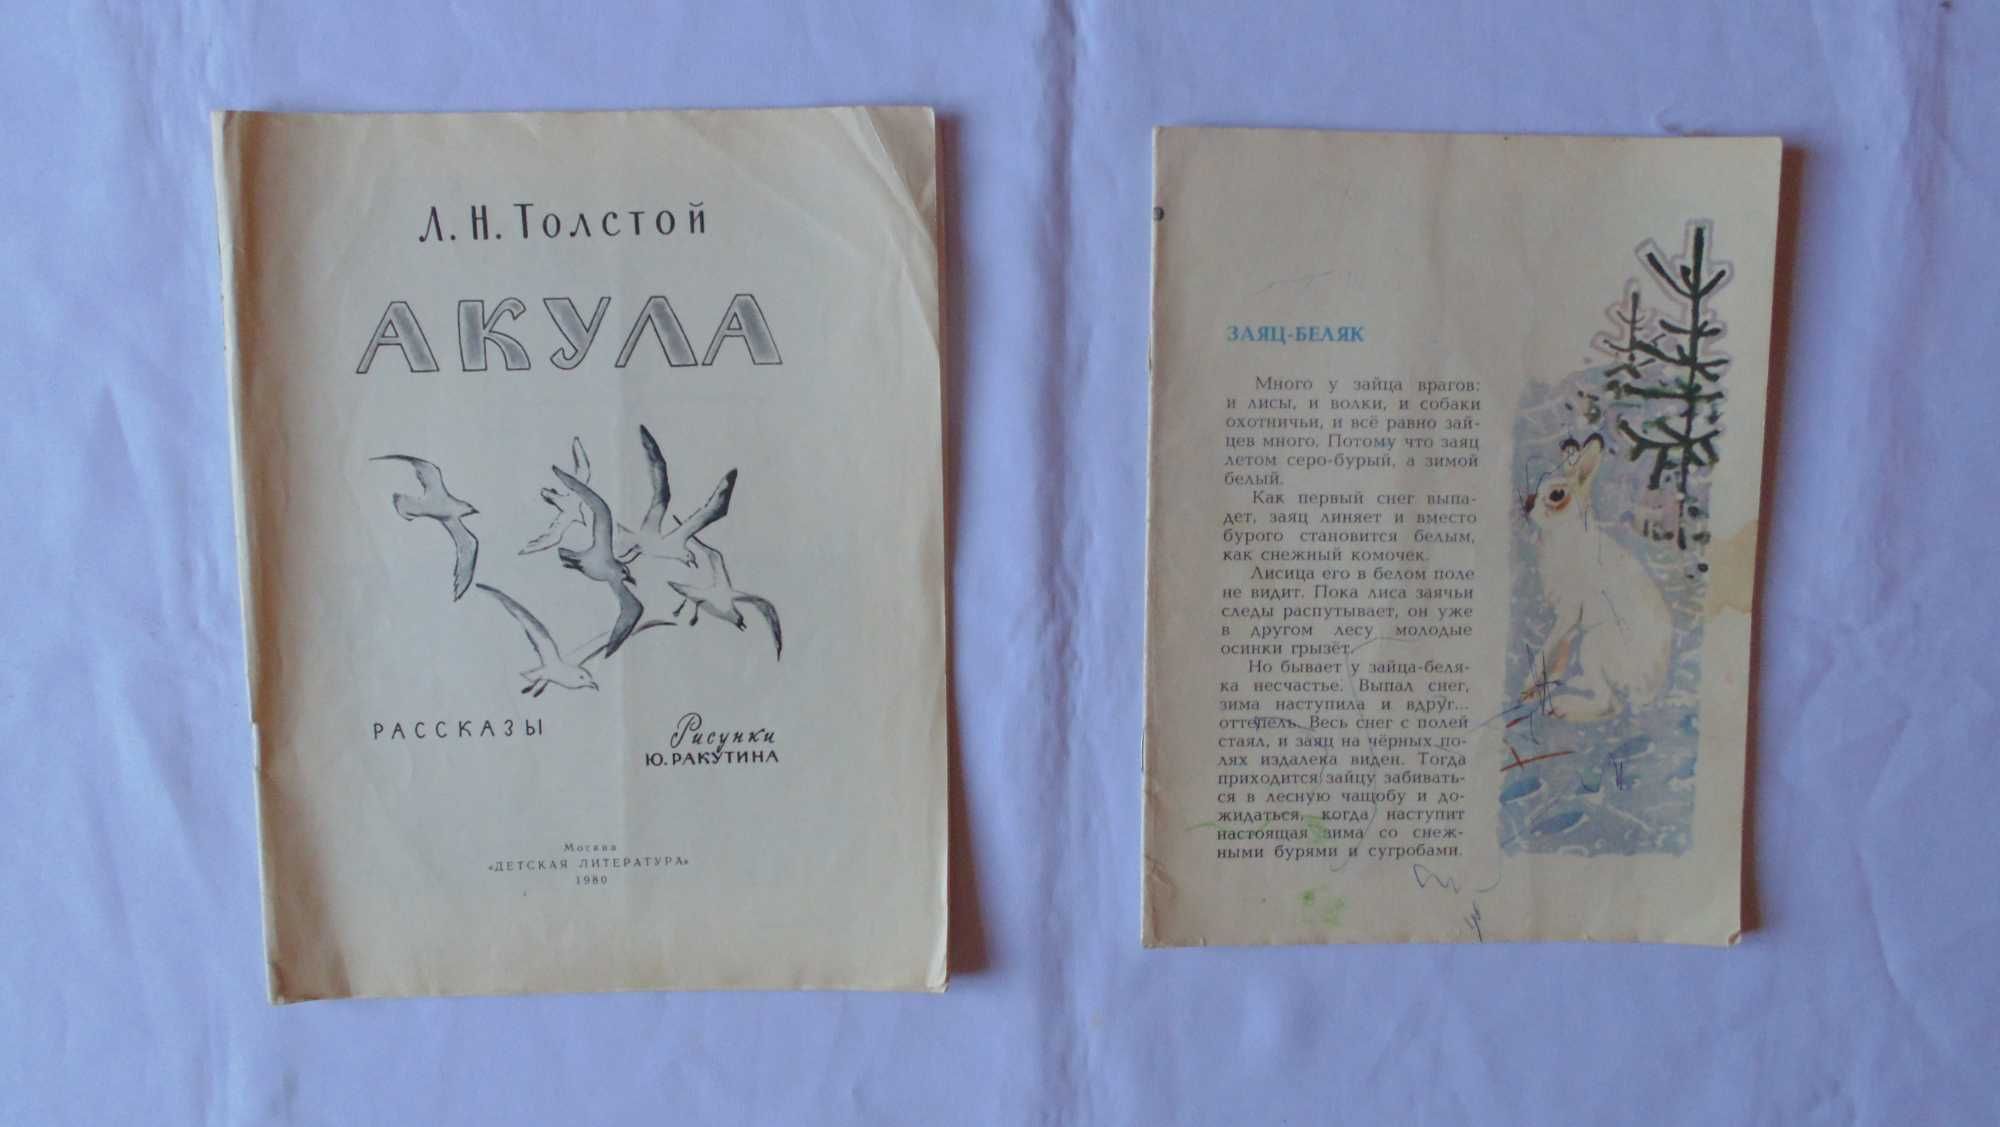 Л. Н. Толстой
АКУЛА
РАССКАЗЫ
Рисунки
Ю. РАКУТИНА
Москва
«ДЕТСКАЯ ЛИТЕРАТУРА»
1980
ЗАЯЦ-БЕЛЯК
Много у зайца врагов:
и лисы, и волки, и собаки
охотничьи, и всё равно зай-
цев много. Потому что заяц
летом серо-бурый, а зимой
белый.
Как первый снег выпа-
дет, заяц линяет и вместо
бурого становится белым,
как снежный комочек.
Лисица его в белом поле
не видит. Пока лиса заячьи
следы распутывает, он уже
в другом лесу молодые
осинки грызёт.
Но бывает у зайца-беля-
ка несчастье. Выпал снег,
зима наступила и вдруг...
оттепель. Весь снег с полей
стаял, и заяц на чёрных по-
лях издалека виден. Тогда
приходится зайцу забивать-
ся в лесную чащобу и до-
жидаться, когда наступит
настоящая зима со снеж-
ными бурями и сугробами.